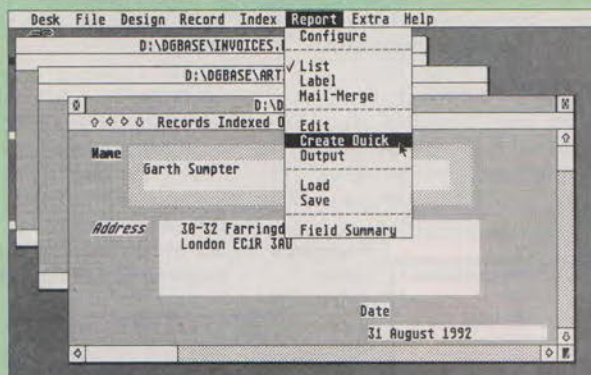 Desk File Design Record Index Report Extra Help
Configure
D:\DGBASE\INVOICES.
List
D:\DGBASE\ART
Label
Mail-Merge
D:\D
Records Indexed O
Edit
Create Quick
Output
Name
Garth Sumpter
Load
Save
Address
30-32 Farringd
London EC1R 3AU
Field Summary
Date
31 August 1992